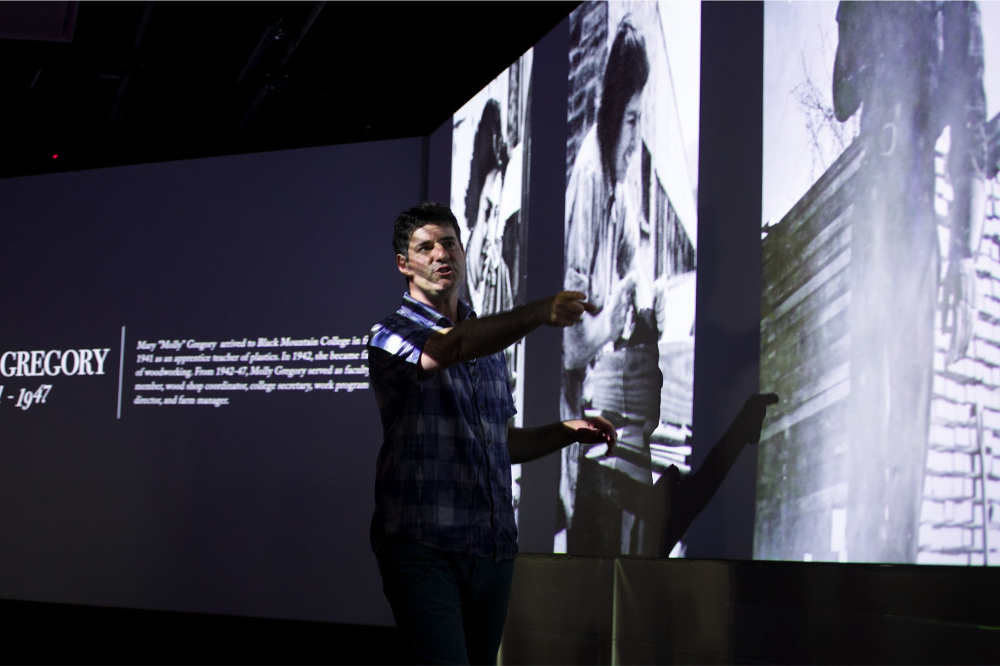 GREGORY
- 1947
Mary "Molly" Gregory arrived to Black Mountain College in
1941 as an apprentice teacher of plastics. In 1942, she became
of woodworking. From 1942-47, Molly Gregory served as faculty
member, wood shop coordinator, college secretary, work program
director, and farm manager.